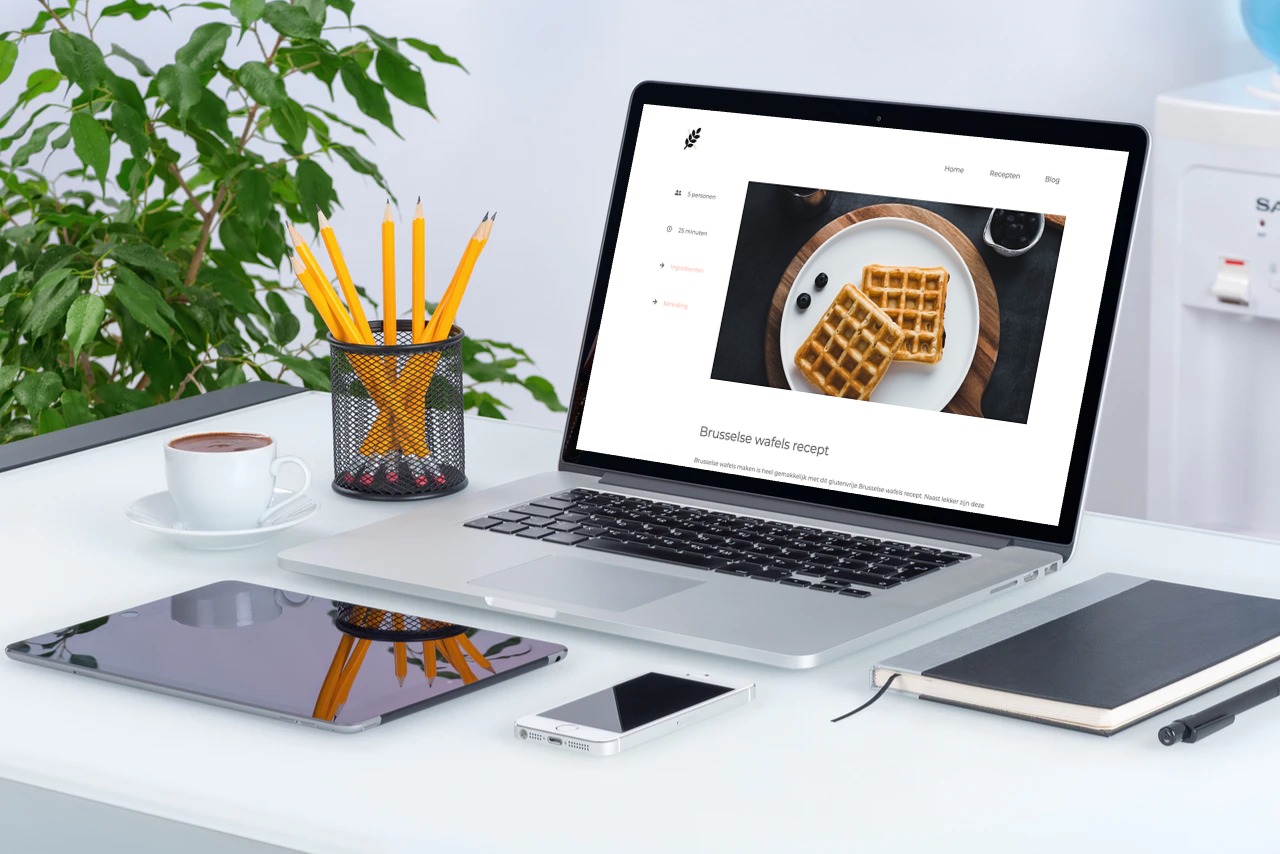 Home Recepten Blog
5 personen
25 minuten
Ingrediënten
bereiding
Brusselse wafels recept
Brusselse wafels maken is heel gemakkelijk met dit glutenvrije Brusselse wafels recept. Naast lekker zijn deze
SA